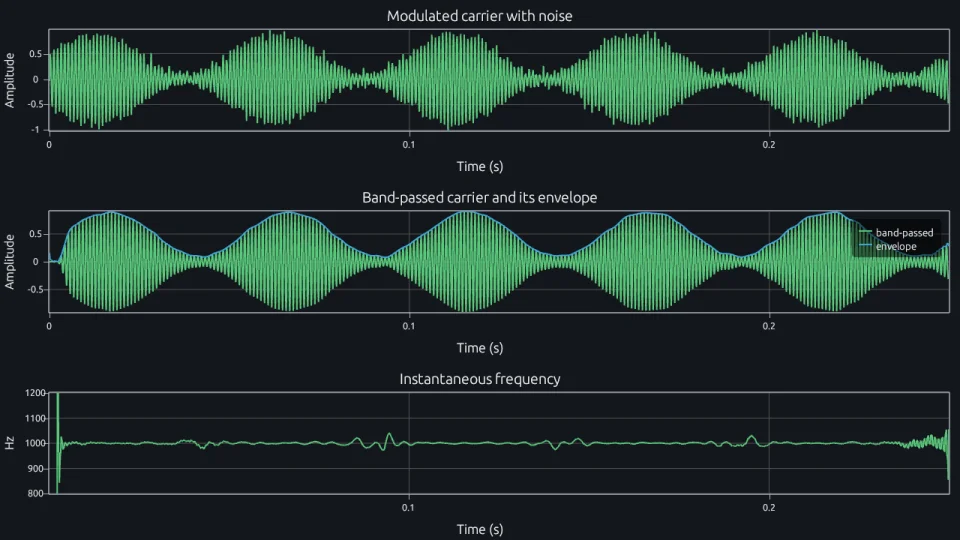 Modulated carrier with noise
Amplitude
0.5
0
-0.5
-1
0
0.1
0.2
Time (s)
Band-passed carrier and its envelope
Amplitude
0.5
0
-0.5
band-passed
envelope
0
0.1
0.2
Time (s)
Instantaneous frequency
Hz
1200
1100
1000
900
800
0.1
0.2
Time (s)